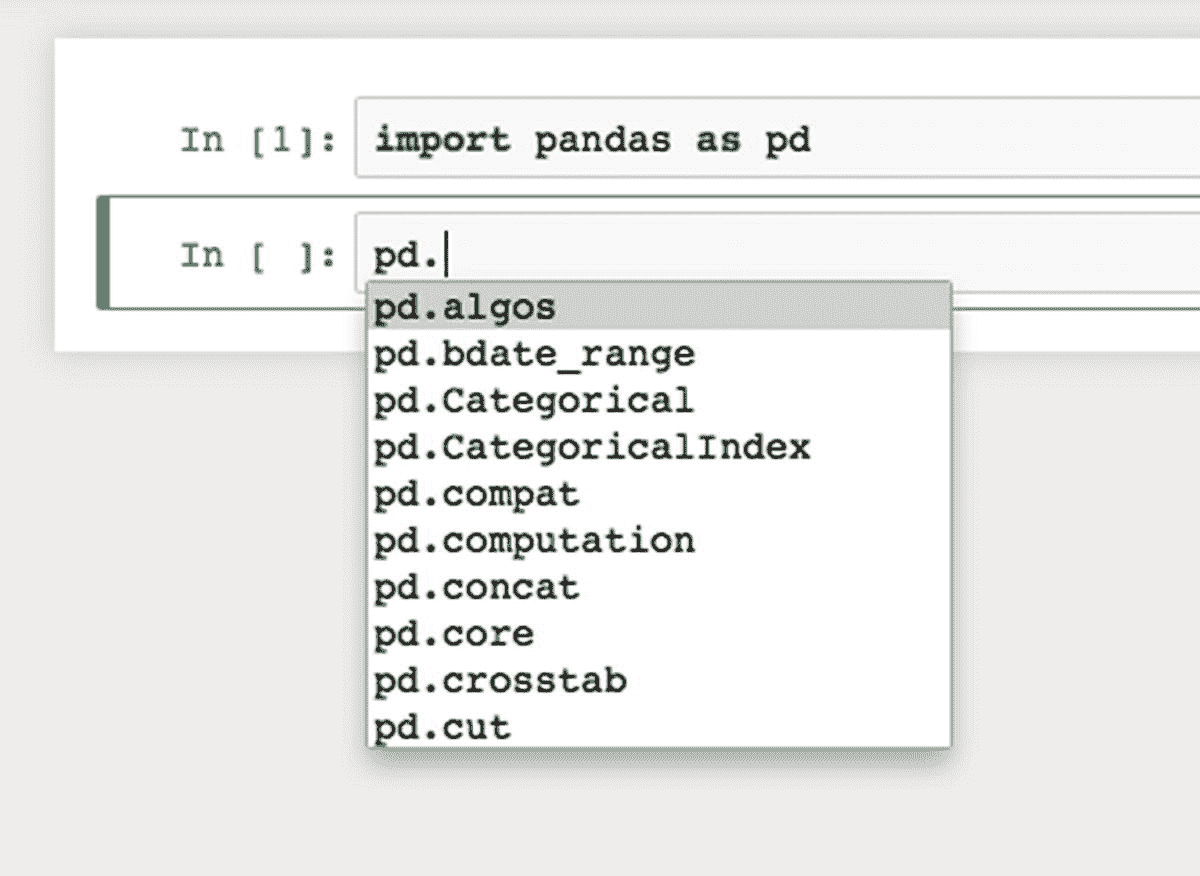 In [1]: import pandas as pd
In [ ]: pd.
pd.algos
pd.bdate_range
pd.Categorical
pd.CategoricalIndex
pd.compat
pd.computation
pd.concat
pd.core
pd.crosstab
pd.cut